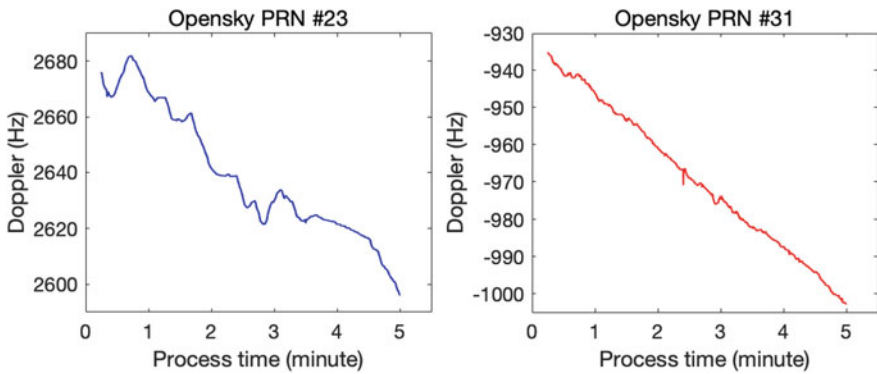 Opensky PRN #23
2680
2660
2640
2620
2600
Doppler (Hz)
0 1 2 3 4 5
Process time (minute)
Opensky PRN #31
-930
-940
-950
-960
-970
-980
-990
-1000
Doppler (Hz)
0 1 2 3 4 5
Process time (minute)